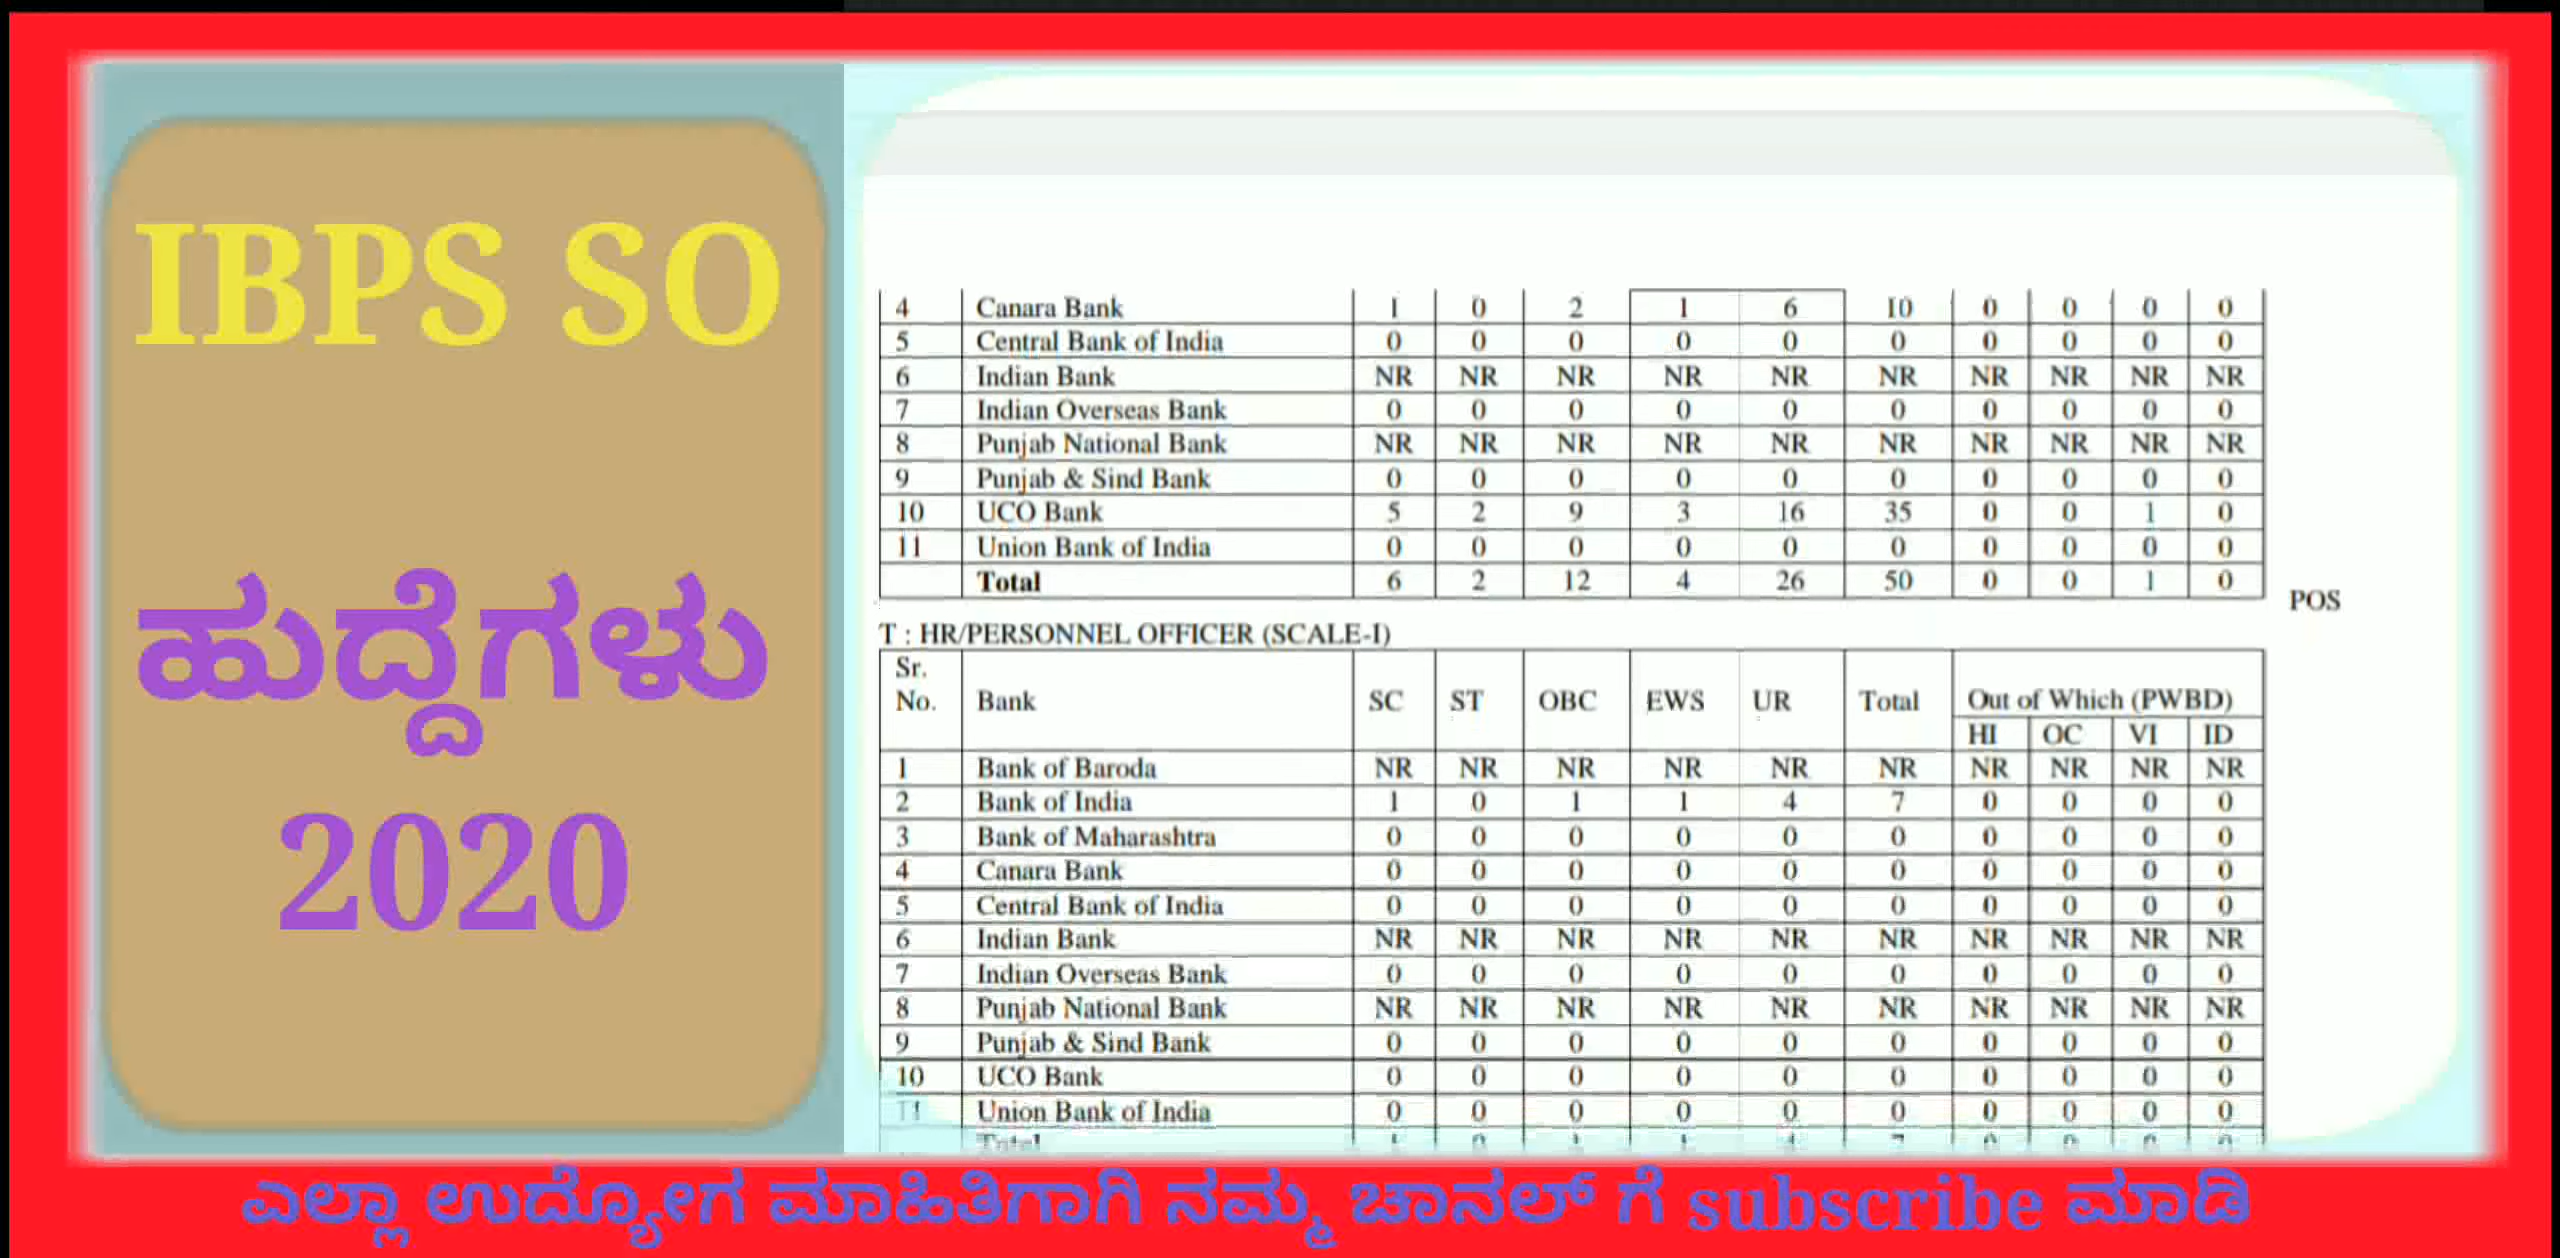 IBPS SO
ಹುದ್ದೆಗಳು
2020
4 Canara Bank 1 0 2 1 6 10 0 0 0 0
5 Central Bank of India 0 0 0 0 0 0 0 0 0 0
6 Indian Bank NR NR NR NR NR NR NR NR NR NR
7 Indian Overseas Bank 0 0 0 0 0 0 0 0 0 0
8 Punjab National Bank NR NR NR NR NR NR NR NR NR NR
9 Punjab & Sind Bank 0 0 0 0 0 0 0 0 0 0
10 UCO Bank 5 2 9 3 16 35 0 0 1 0
11 Union Bank of India 0 0 0 0 0 0 0 0 0 0
Total 6 2 12 4 26 50 0 0 1 0
POS
T : HR/PERSONNEL OFFICER (SCALE-I)
Sr.
No. Bank SC ST OBC EWS UR Total Out of Which (PWBD)
HI OC VI ID
1 Bank of Baroda NR NR NR NR NR NR NR NR NR NR
2 Bank of India 1 0 1 1 4 7 0 0 0 0
3 Bank of Maharashtra 0 0 0 0 0 0 0 0 0 0
4 Canara Bank 0 0 0 0 0 0 0 0 0 0
5 Central Bank of India 0 0 0 0 0 0 0 0 0 0
6 Indian Bank NR NR NR NR NR NR NR NR NR NR
7 Indian Overseas Bank 0 0 0 0 0 0 0 0 0 0
8 Punjab National Bank NR NR NR NR NR NR NR NR NR NR
9 Punjab & Sind Bank 0 0 0 0 0 0 0 0 0 0
10 UCO Bank 0 0 0 0 0 0 0 0 0 0
11 Union Bank of India 0 0 0 0 0 0 0 0 0 0
Total
ಎಲ್ಲಾ ಉದ್ಯೋಗ ಮಾಹಿತಿಗಾಗಿ ನಮ್ಮ ಚಾನಲ್ ಗೆ subscribe ಮಾಡಿ